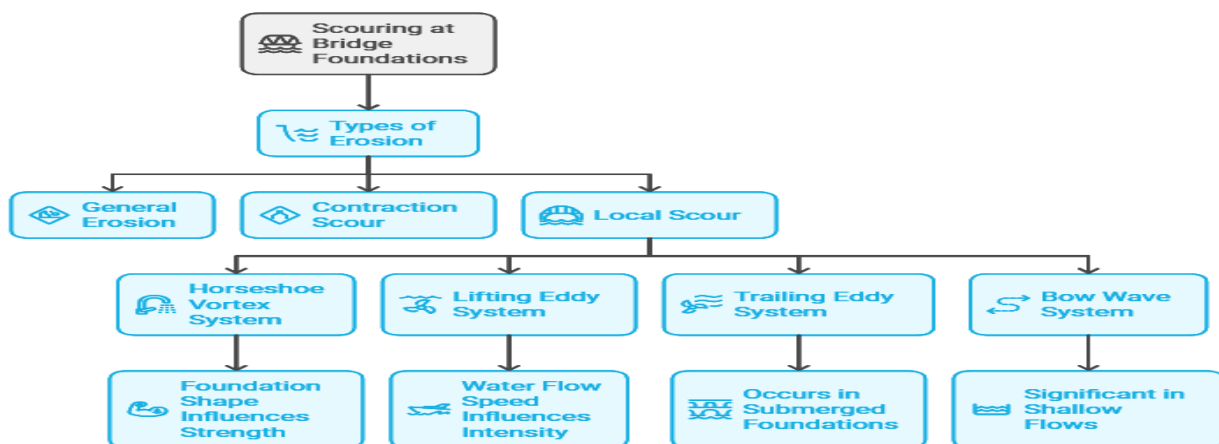 Scouring at
Bridge
Foundations
Types of
Erosion
General
Erosion
Contraction
Scour
Local Scour
Horseshoe
Vortex
System
Lifting Eddy
System
Trailing Eddy
System
Bow Wave
System
Foundation
Shape
Influences
Strength
Water Flow
Speed
Influences
Intensity
Occurs in
Submerged
Foundations
Significant in
Shallow
Flows